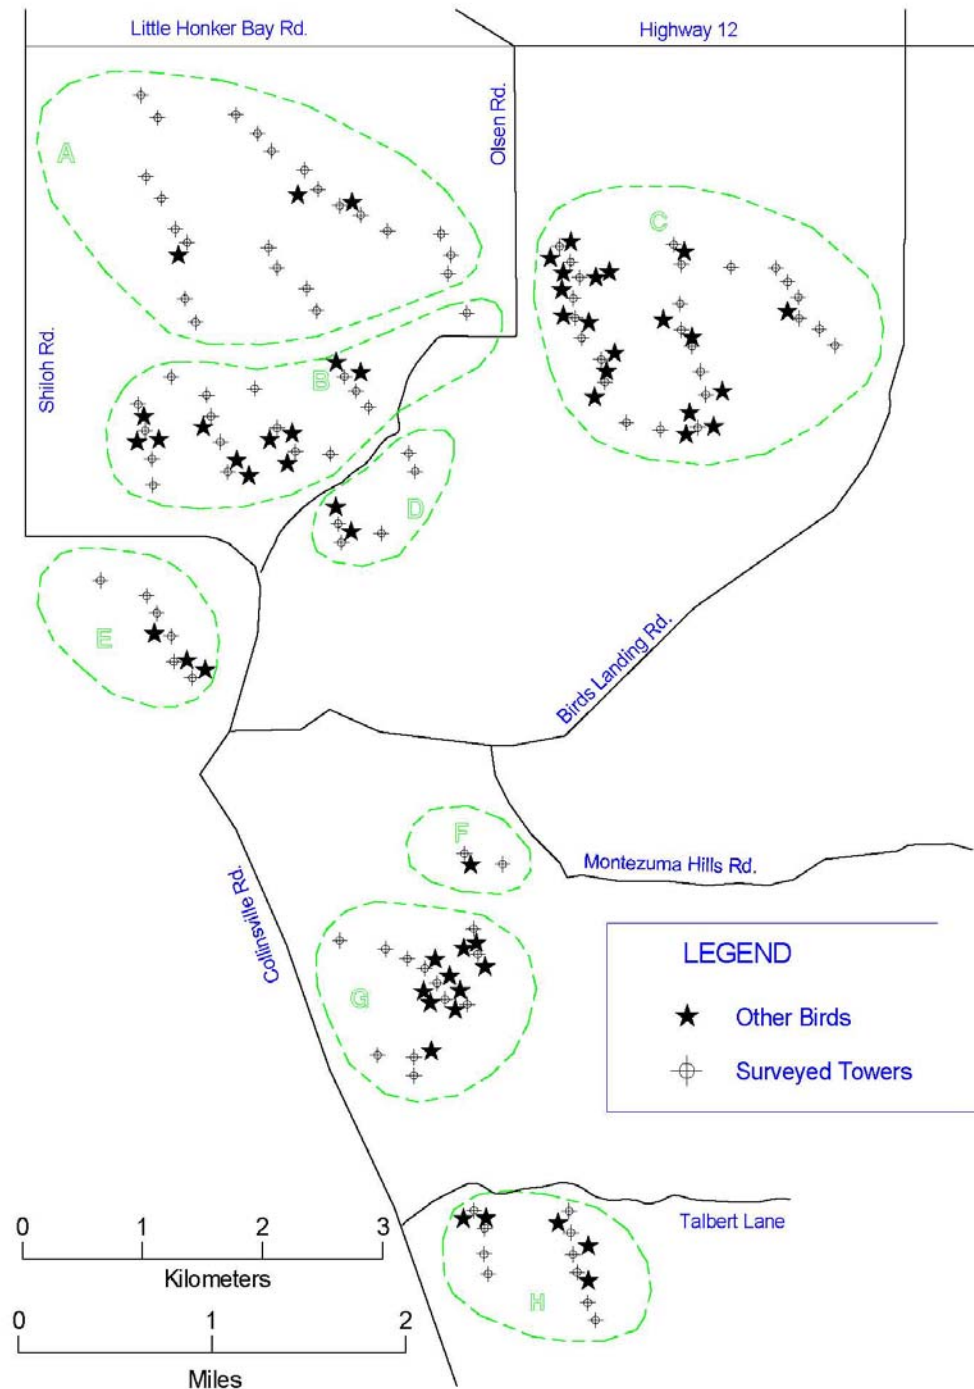 Little Honker Bay Rd.
Highway 12
Olsen Rd.
A
C
Shiloh Rd.
B
D
E
Birds Landing Rd.
F
Montezuma Hills Rd.
Collinsville Rd.
G
LEGEND
Other Birds
Surveyed Towers
Talbert Lane
H
0 1 2 3
Kilometers
0 1 2
Miles